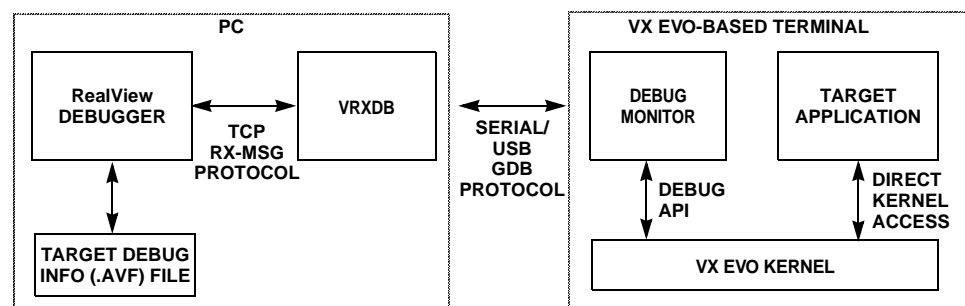 PC
VX EVO-BASED TERMINAL
RealView
DEBUGGER
TCP
RX-MSG
PROTOCOL
VRXDB
SERIAL/
USB
GDB
PROTOCOL
DEBUG
MONITOR
TARGET
APPLICATION
DEBUG
API
DIRECT
KERNEL
ACCESS
TARGET DEBUG
INFO (.AVF) FILE
VX EVO KERNEL